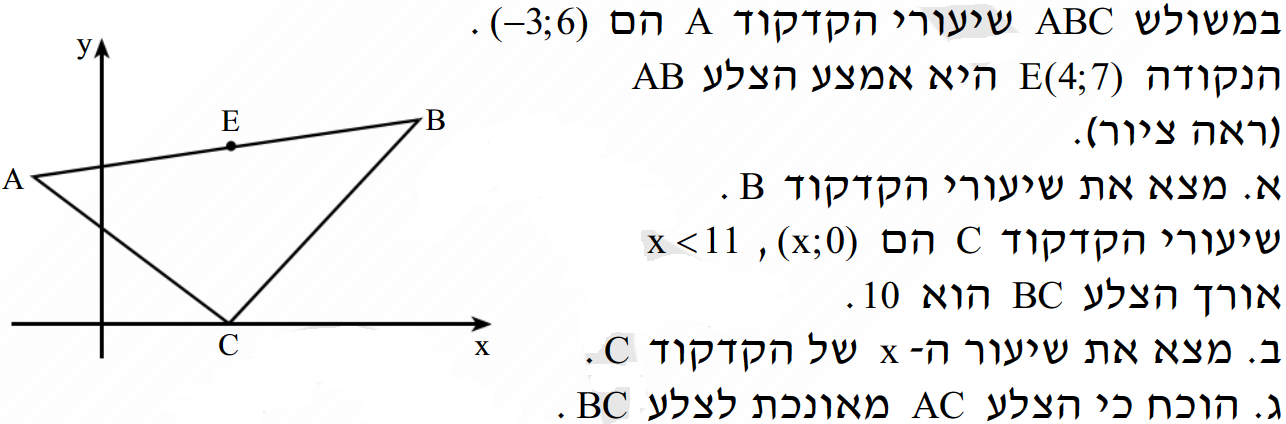 במשולש ABC שיעורי הקדקוד A הם (−3;6) .
הנקודה E(4;7) היא אמצע הצלע AB
(ראה ציור).
א. מצא את שיעורי הקדקוד B .
שיעורי הקדקוד C הם (x;0) , x < 11
אורך הצלע BC הוא 10 .
ב. מצא את שיעור ה- x של הקדקוד C .
ג. הוכח כי הצלע AC מאונכת לצלע BC .
y
E
B
A
C
x